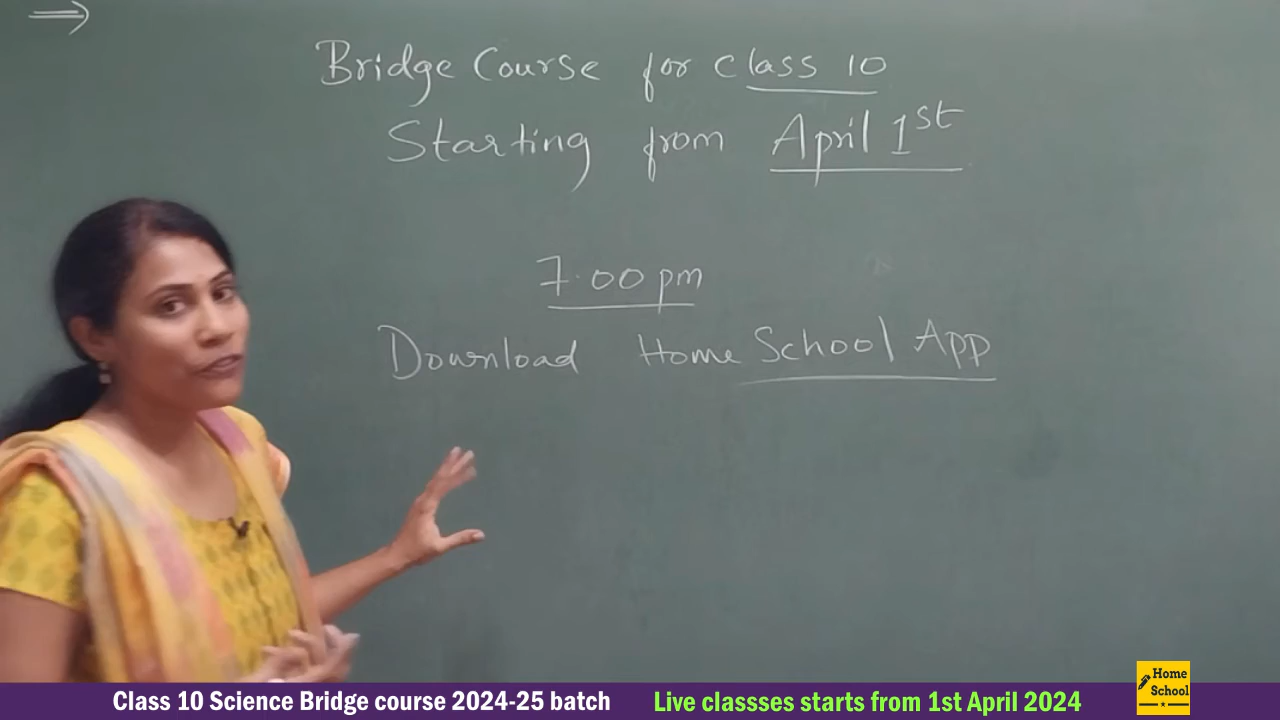 ⇒
Bridge Course for class 10
Starting from April 1st
7.00 pm
Download Home School App
Class 10 Science Bridge course 2024-25 batch
Live classses starts from 1st April 2024
Home
School